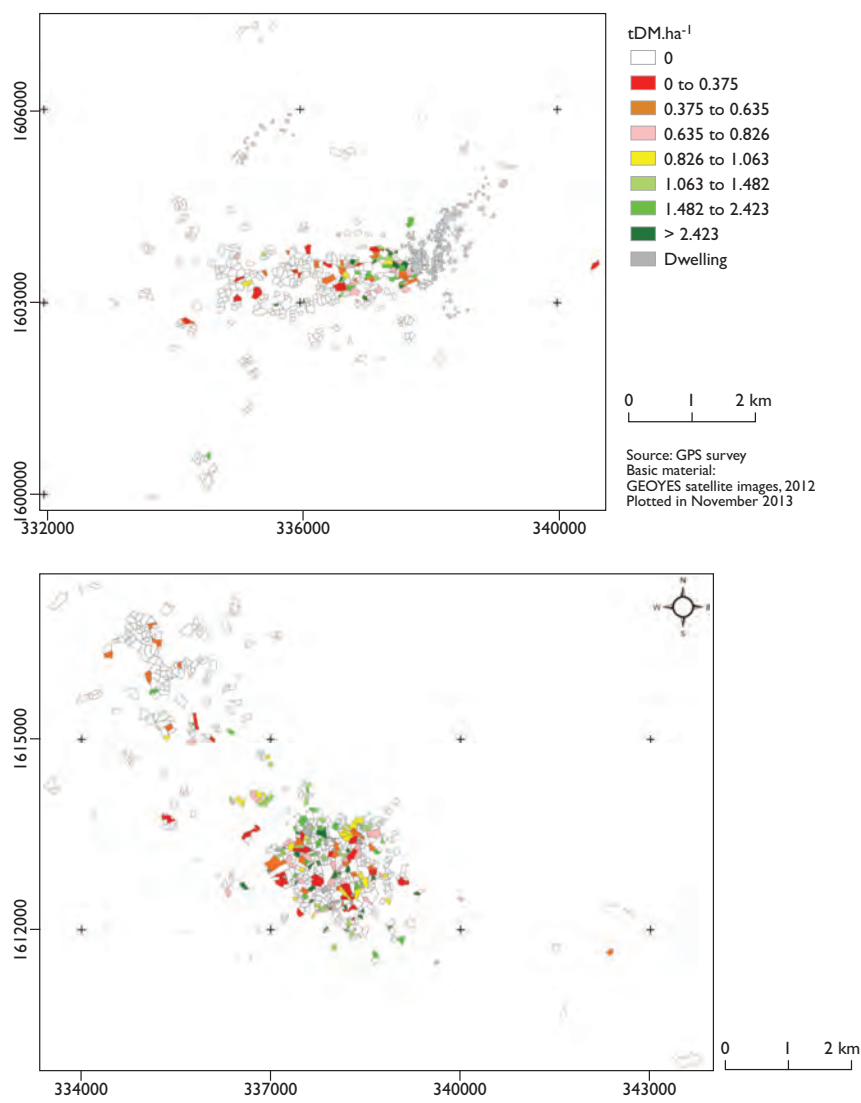 tDM.ha-1
0
0 to 0.375
0.375 to 0.635
0.635 to 0.826
0.826 to 1.063
1.063 to 1.482
1.482 to 2.423
> 2.423
Dwelling
0 1 2 km
Source: GPS survey
Basic material:
GEOYES satellite images, 2012
Plotted in November 2013
1606000
1603000
1600000
332000 336000 340000
N
W
S
1615000
1612000
334000 337000 340000 343000
0 1 2 km